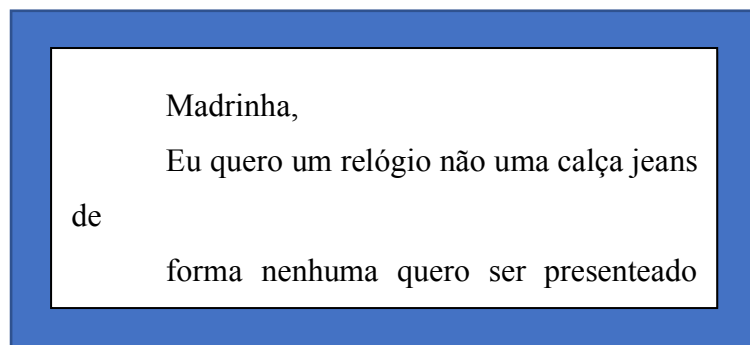 Madrinha,
Eu quero um relógio não uma calça jeans
de
forma nenhuma quero ser presenteado